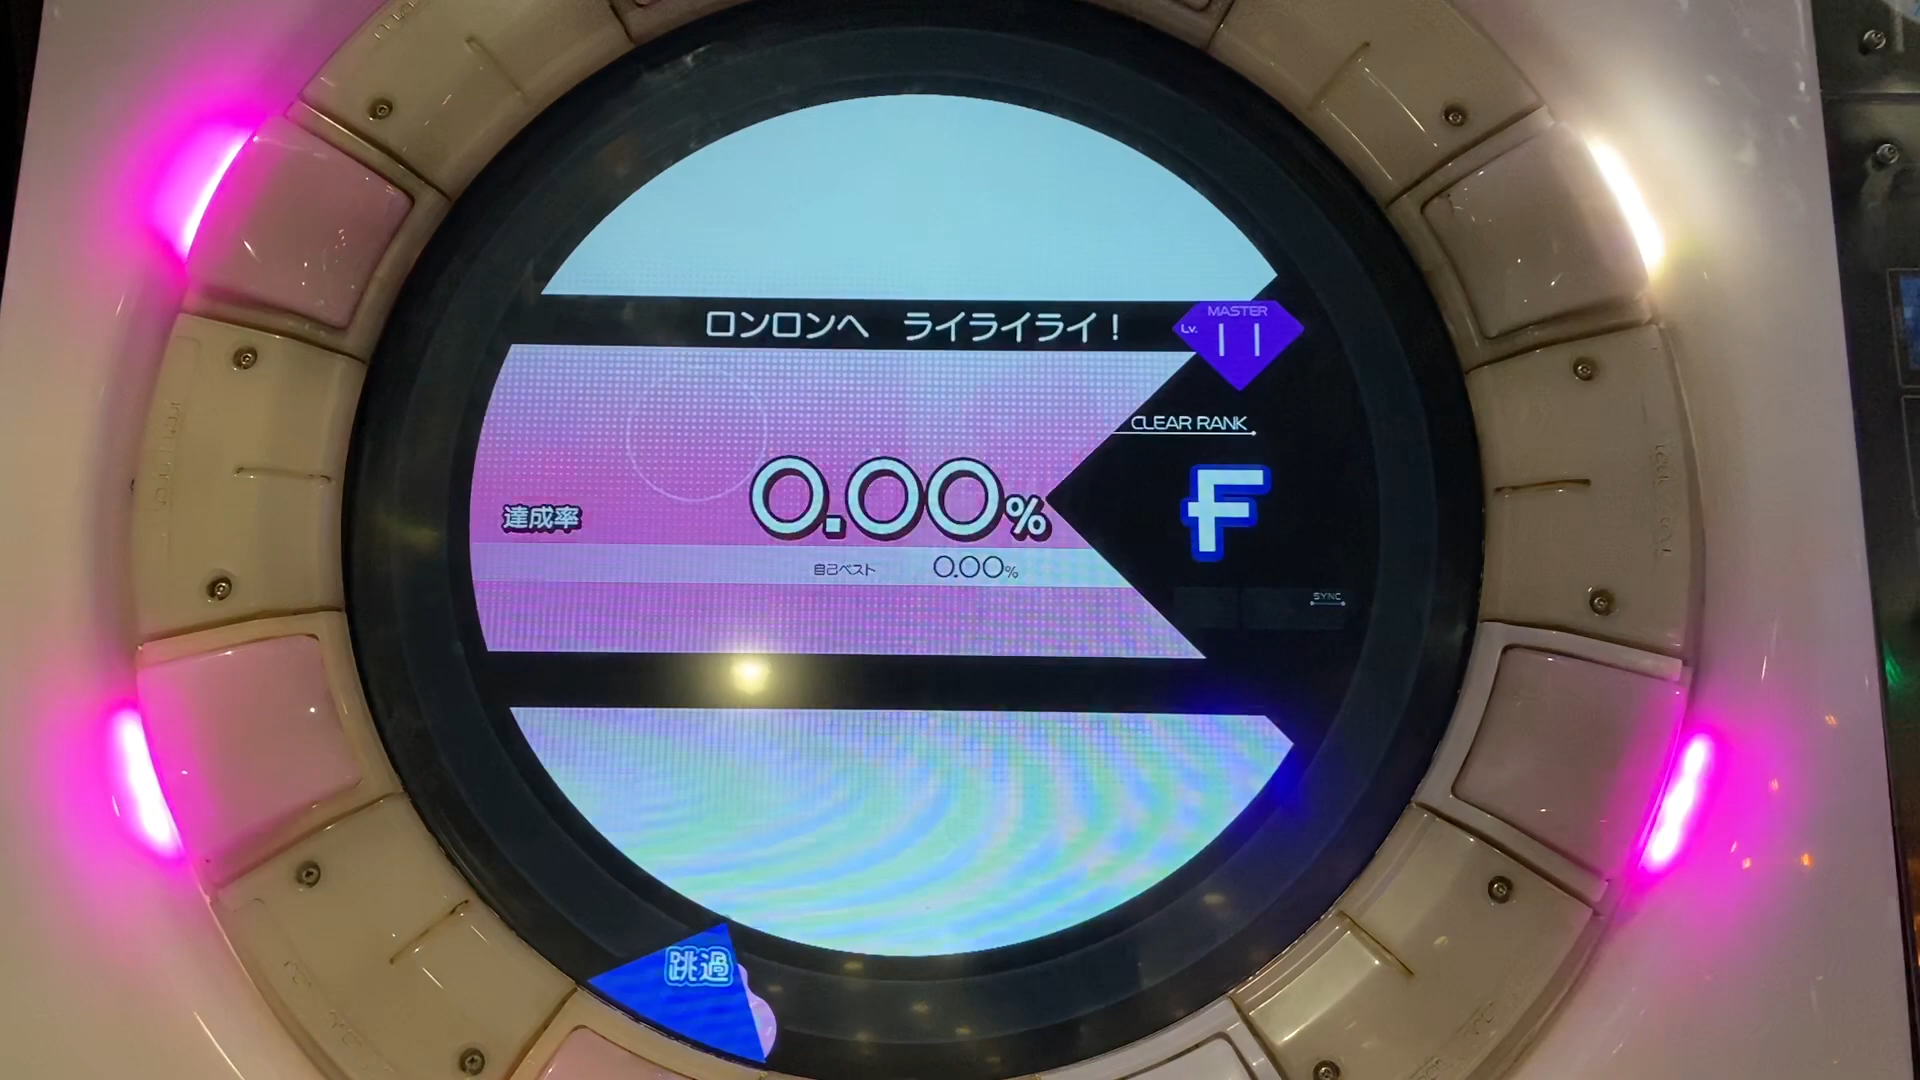 ロンロンへ　ライライライ！
MASTER
Lv. 11
CLEAR RANK
F
達成率
0.00%
自己ベスト 0.00%
SYNC
跳過